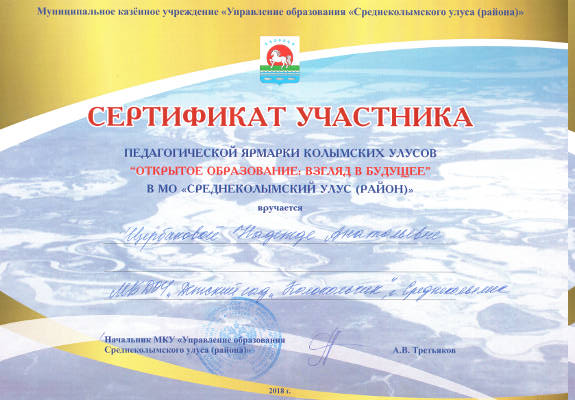 Муниципальное казённое учреждение «Управление образования «Среднеколымского улуса (района)»
СЕРТИФИКАТ УЧАСТНИКА
ПЕДАГОГИЧЕСКОЙ ЯРМАРКИ КОЛЫМСКИХ УЛУСОВ
"ОТКРЫТОЕ ОБРАЗОВАНИЕ: ВЗГЛЯД В БУДУЩЕЕ"
В МО «СРЕДНЕКОЛЫМСКИЙ УЛУС (РАЙОН)»
вручается
Щербаковой Надежде Анатольевне
МБДОУ "Детский сад "Колокольчик" г. Среднеколымска
Начальник МКУ «Управление образования
Среднеколымского улуса (района)»
А.В. Третьяков
2018 г.